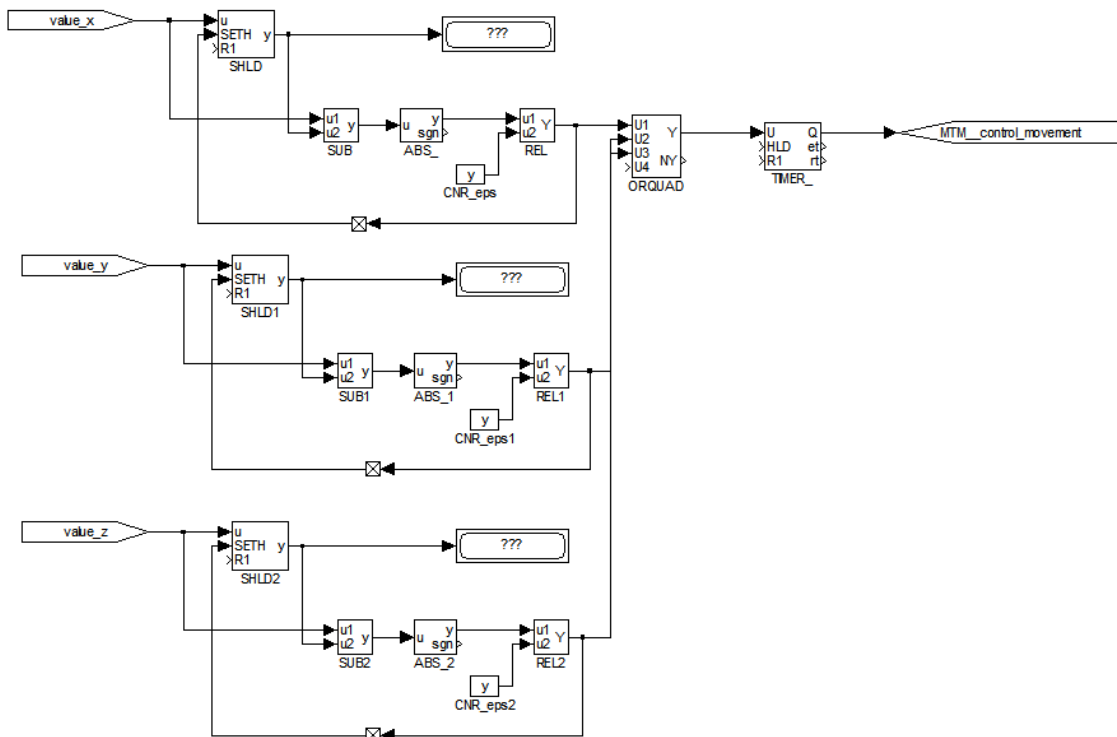 value_x
u
SETH y
R1
SHLD
???
u1
u2
y
SUB
u
y
sgn
ABS_
y
CNR_eps
u1
u2
Y
REL
U1
U2
U3
U4
Y
NY
ORQUAD
U
HLD
R1
Q
et
rt
TIMER_
MTM__control_movement
value_y
u
SETH y
R1
SHLD1
???
u1
u2
y
SUB1
u
y
sgn
ABS_1
y
CNR_eps1
u1
u2
Y
REL1
value_z
u
SETH y
R1
SHLD2
???
u1
u2
y
SUB2
u
y
sgn
ABS_2
y
CNR_eps2
u1
u2
Y
REL2